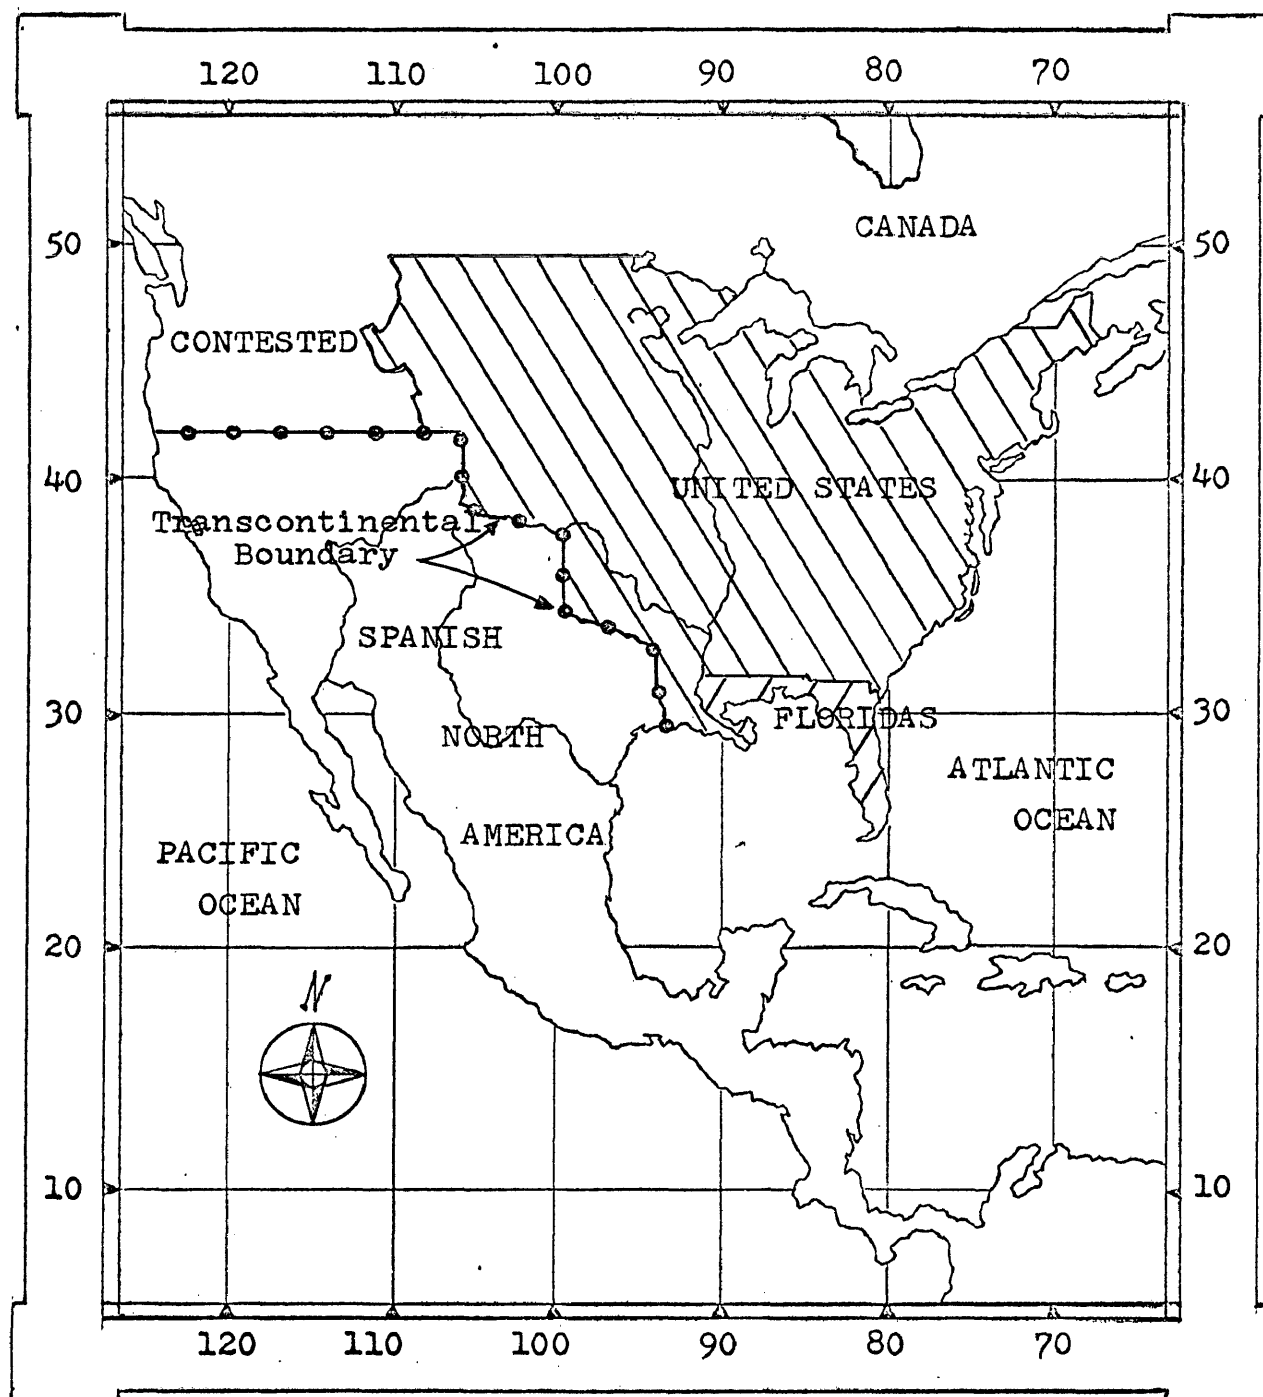 120 110 100 90 80 70
CANADA
50 50
CONTESTED
40 40
UNITED STATES
Transcontinental
Boundary
SPANISH
30 30
FLORIDAS
NORTH
ATLANTIC
OCEAN
AMERICA
PACIFIC
OCEAN
20 20
N
10 10
120 110 100 90 80 70